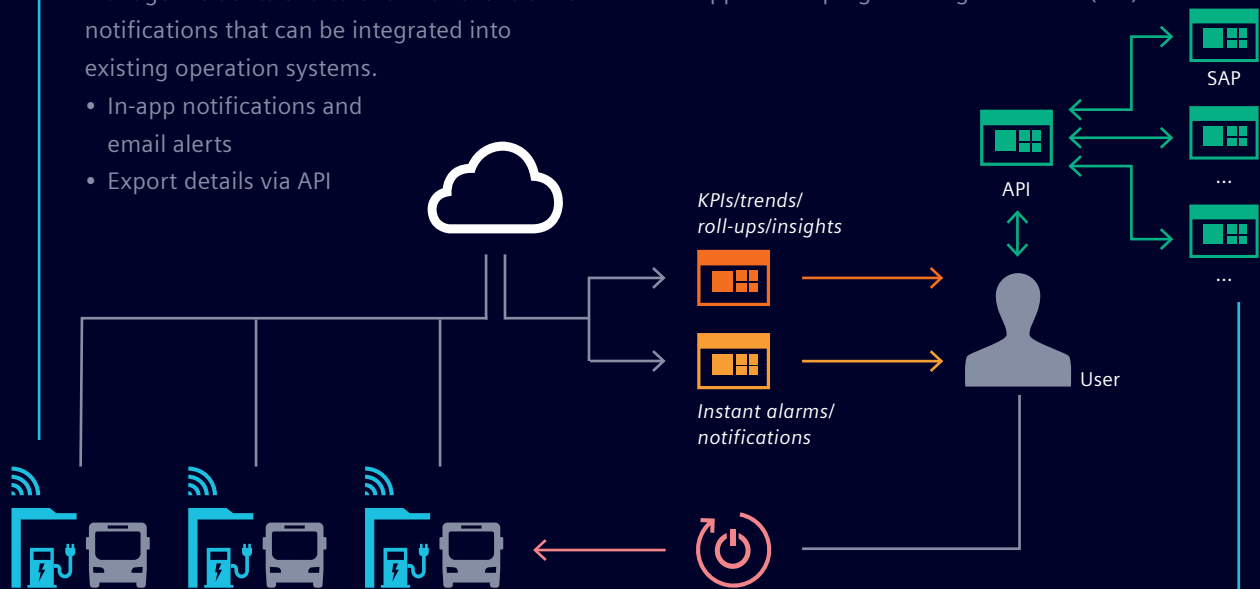 notifications that can be integrated into
existing operation systems.
• In-app notifications and
email alerts
• Export details via API
SAP
...
...
API
KPIs/trends/
roll-ups/insights
Instant alarms/
notifications
User